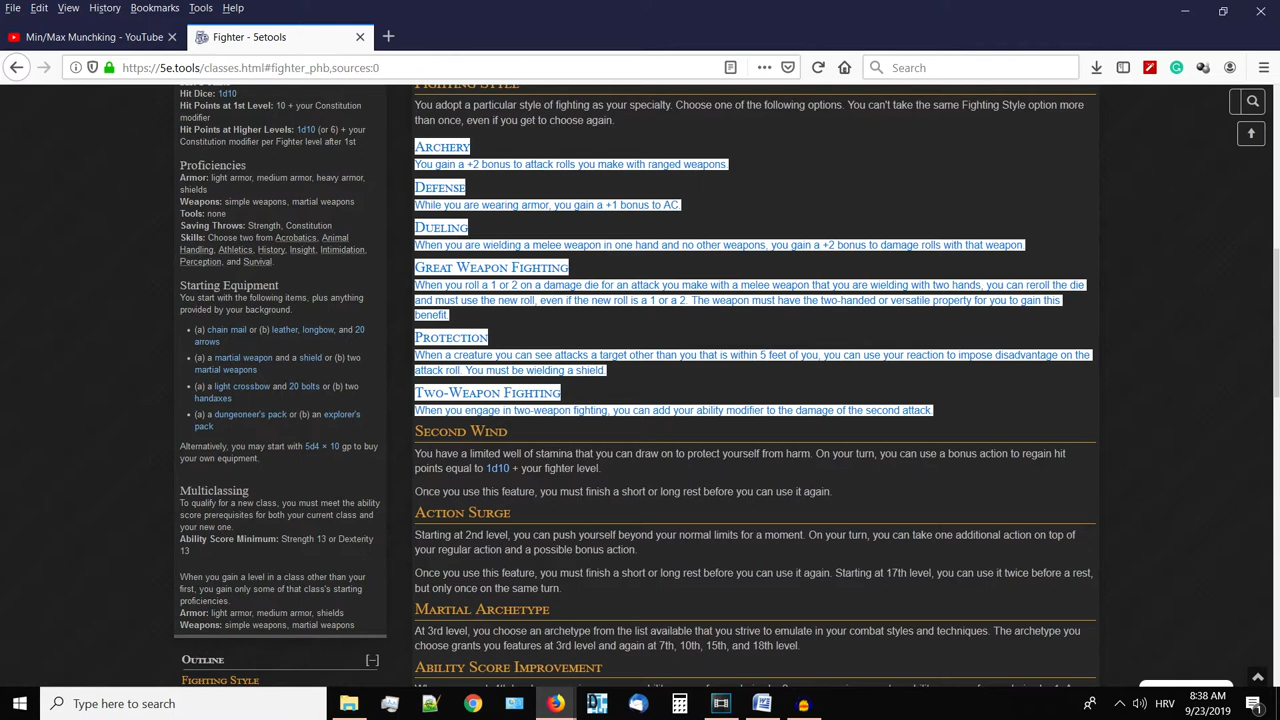 File Edit View History Bookmarks Tools Help
Min/Max Munchking - YouTube
Fighter - 5etools
https://5e.tools/classes.html#fighter_phb,sources:0
Search
Hit Dice: 1d10
Hit Points at 1st Level: 10 + your Constitution
modifier
Hit Points at Higher Levels: 1d10 (or 6) + your
Constitution modifier per Fighter level after 1st
Proficiencies
Armor: light armor, medium armor, heavy armor,
shields
Weapons: simple weapons, martial weapons
Tools: none
Saving Throws: Strength, Constitution
Skills: Choose two from Acrobatics, Animal
Handling, Athletics, History, Insight, Intimidation,
Perception, and Survival.
Starting Equipment
You start with the following items, plus anything
provided by your background.
• (a) chain mail or (b) leather, longbow, and 20
arrows
• (a) a martial weapon and a shield or (b) two
martial weapons
• (a) a light crossbow and 20 bolts or (b) two
handaxes
• (a) a dungeoneer's pack or (b) an explorer's
pack
Alternatively, you may start with 5d4 × 10 gp to buy
your own equipment.
Multiclassing
To qualify for a new class, you must meet the ability
score prerequisites for both your current class and
your new one.
Ability Score Minimum: Strength 13 or Dexterity
13
When you gain a level in a class other than your
first, you gain only some of that class's starting
proficiencies.
Armor: light armor, medium armor, shields
Weapons: simple weapons, martial weapons
Outline [–]
Fighting Style
Fighting Style
You adopt a particular style of fighting as your specialty. Choose one of the following options. You can't take the same Fighting Style option more
than once, even if you get to choose again.
Archery
You gain a +2 bonus to attack rolls you make with ranged weapons.
Defense
While you are wearing armor, you gain a +1 bonus to AC.
Dueling
When you are wielding a melee weapon in one hand and no other weapons, you gain a +2 bonus to damage rolls with that weapon.
Great Weapon Fighting
When you roll a 1 or 2 on a damage die for an attack you make with a melee weapon that you are wielding with two hands, you can reroll the die
and must use the new roll, even if the new roll is a 1 or a 2. The weapon must have the two-handed or versatile property for you to gain this
benefit.
Protection
When a creature you can see attacks a target other than you that is within 5 feet of you, you can use your reaction to impose disadvantage on the
attack roll. You must be wielding a shield.
Two-Weapon Fighting
When you engage in two-weapon fighting, you can add your ability modifier to the damage of the second attack.
Second Wind
You have a limited well of stamina that you can draw on to protect yourself from harm. On your turn, you can use a bonus action to regain hit
points equal to 1d10 + your fighter level.
Once you use this feature, you must finish a short or long rest before you can use it again.
Action Surge
Starting at 2nd level, you can push yourself beyond your normal limits for a moment. On your turn, you can take one additional action on top of
your regular action and a possible bonus action.
Once you use this feature, you must finish a short or long rest before you can use it again. Starting at 17th level, you can use it twice before a rest,
but only once on the same turn.
Martial Archetype
At 3rd level, you choose an archetype from the list available that you strive to emulate in your combat styles and techniques. The archetype you
choose grants you features at 3rd level and again at 7th, 10th, 15th, and 18th level.
Ability Score Improvement
Type here to search
HRV
8:38 AM
9/23/2019